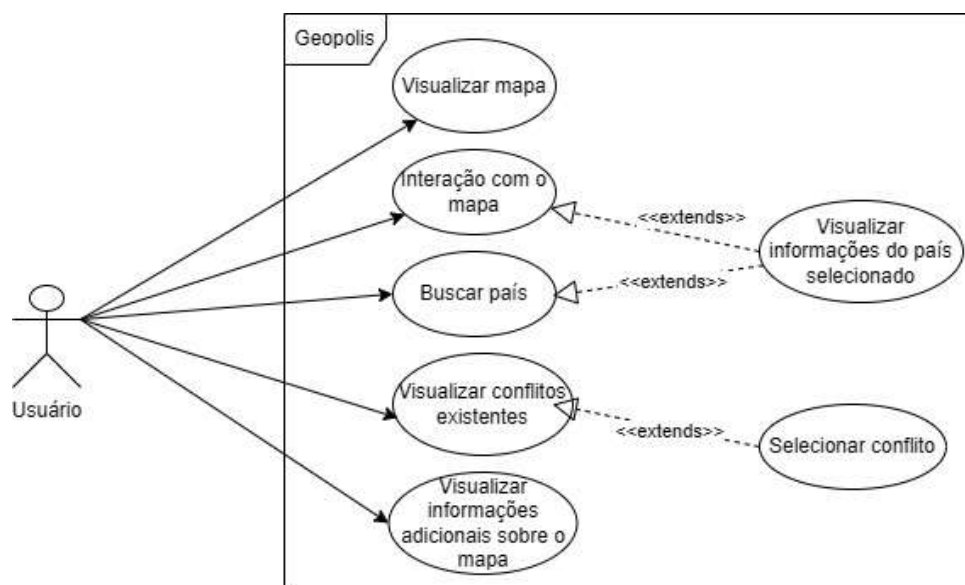 Geopolis
Visualizar mapa
Interação com o
mapa
<<extends>>
Visualizar
informações do país
selecionado
<<extends>>
Buscar país
Usuário
Visualizar conflitos
existentes
<<extends>>
Selecionar conflito
Visualizar
informações
adicionais sobre o
mapa